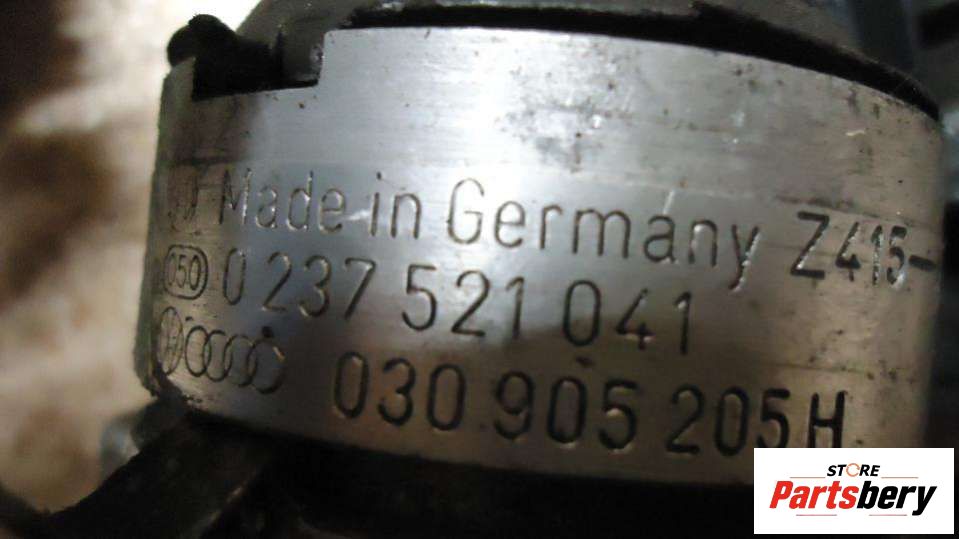 Made in Germany Z415-
050 0 237 521 041
030 905 205 H
STORE
Partsbery